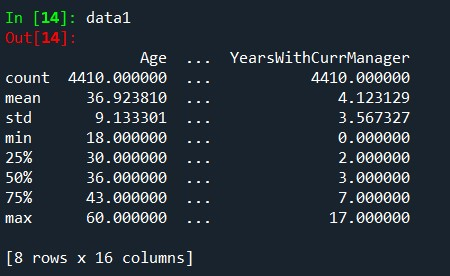 In [14]: data1
Out[14]:
Age ... YearsWithCurrManager
count 4410.000000 ... 4410.000000
mean 36.923810 ... 4.123129
std 9.133301 ... 3.567327
min 18.000000 ... 0.000000
25% 30.000000 ... 2.000000
50% 36.000000 ... 3.000000
75% 43.000000 ... 7.000000
max 60.000000 ... 17.000000
[8 rows x 16 columns]